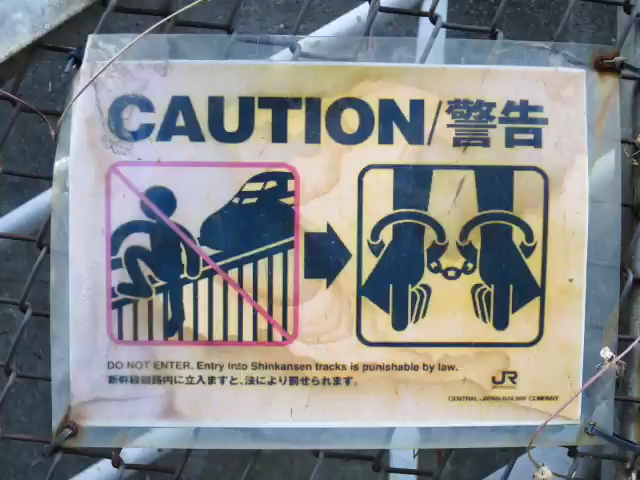 CAUTION/警告
DO NOT ENTER. Entry into Shinkansen tracks is punishable by law.
新幹線線路内に立入ますと、法により罰せられます。
JR
CENTRAL JAPAN RAILWAY COMPANY